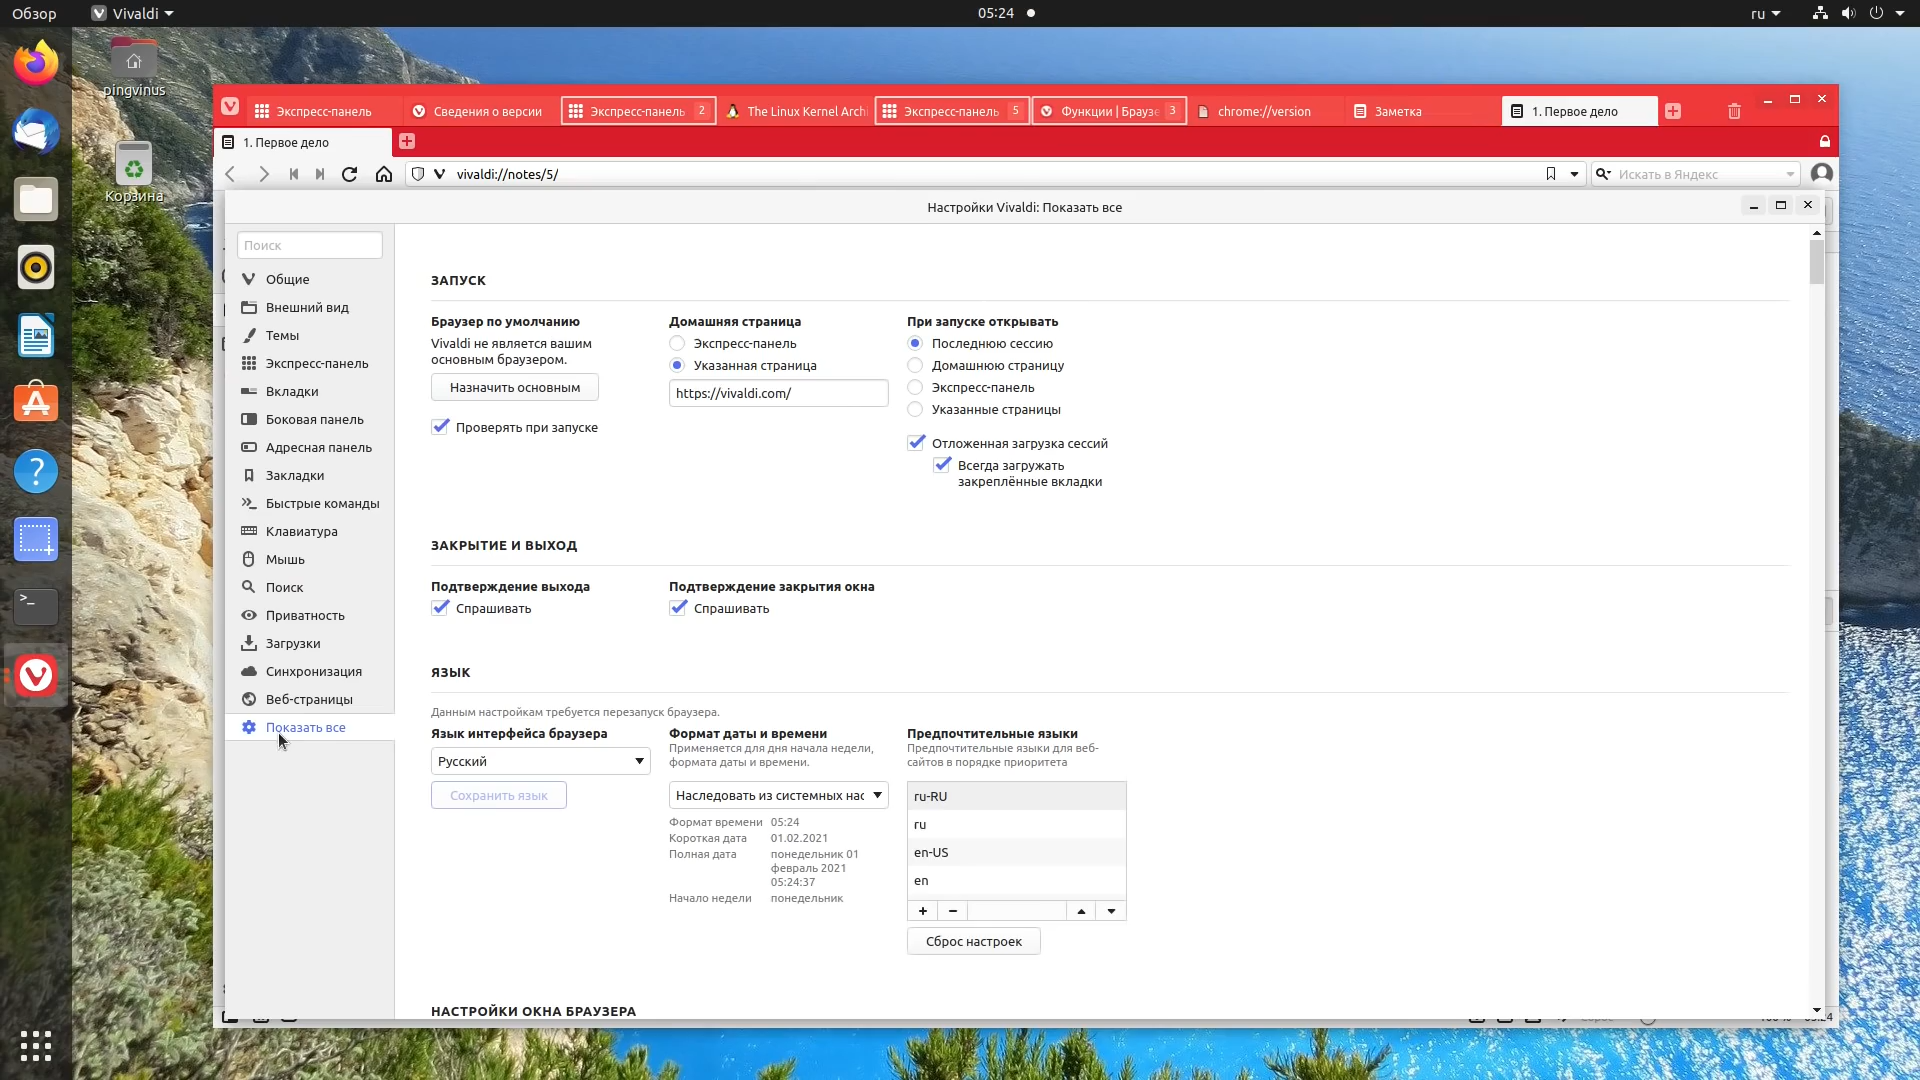 Обзор
Vivaldi
05:24
ru
pingvinus
Корзина
Экспресс-панель
Сведения о версии
Экспресс-панель 2
The Linux Kernel Archi
Экспресс-панель 5
Функции | Браузе 3
chrome://version
Заметка
1. Первое дело
1. Первое дело
vivaldi://notes/5/
Искать в Яндекс
Настройки Vivaldi: Показать все
Поиск
Общие
Внешний вид
Темы
Экспресс-панель
Вкладки
Боковая панель
Адресная панель
Закладки
Быстрые команды
Клавиатура
Мышь
Поиск
Приватность
Загрузки
Синхронизация
Веб-страницы
Показать все
ЗАПУСК
Браузер по умолчанию
Vivaldi не является вашим
основным браузером.
Назначить основным
Проверять при запуске
Домашняя страница
Экспресс-панель
Указанная страница
https://vivaldi.com/
При запуске открывать
Последнюю сессию
Домашнюю страницу
Экспресс-панель
Указанные страницы
Отложенная загрузка сессий
Всегда загружать
закреплённые вкладки
ЗАКРЫТИЕ И ВЫХОД
Подтверждение выхода
Спрашивать
Подтверждение закрытия окна
Спрашивать
ЯЗЫК
Данным настройкам требуется перезапуск браузера.
Язык интерфейса браузера
Русский
Сохранить язык
Формат даты и времени
Применяется для дня начала недели,
формата даты и времени.
Наследовать из системных нас
Формат времени 05:24
Короткая дата 01.02.2021
Полная дата понедельник 01
февраль 2021
05:24:37
Начало недели понедельник
Предпочтительные языки
Предпочтительные языки для веб-
сайтов в порядке приоритета
ru-RU
ru
en-US
en
Сброс настроек
НАСТРОЙКИ ОКНА БРАУЗЕРА